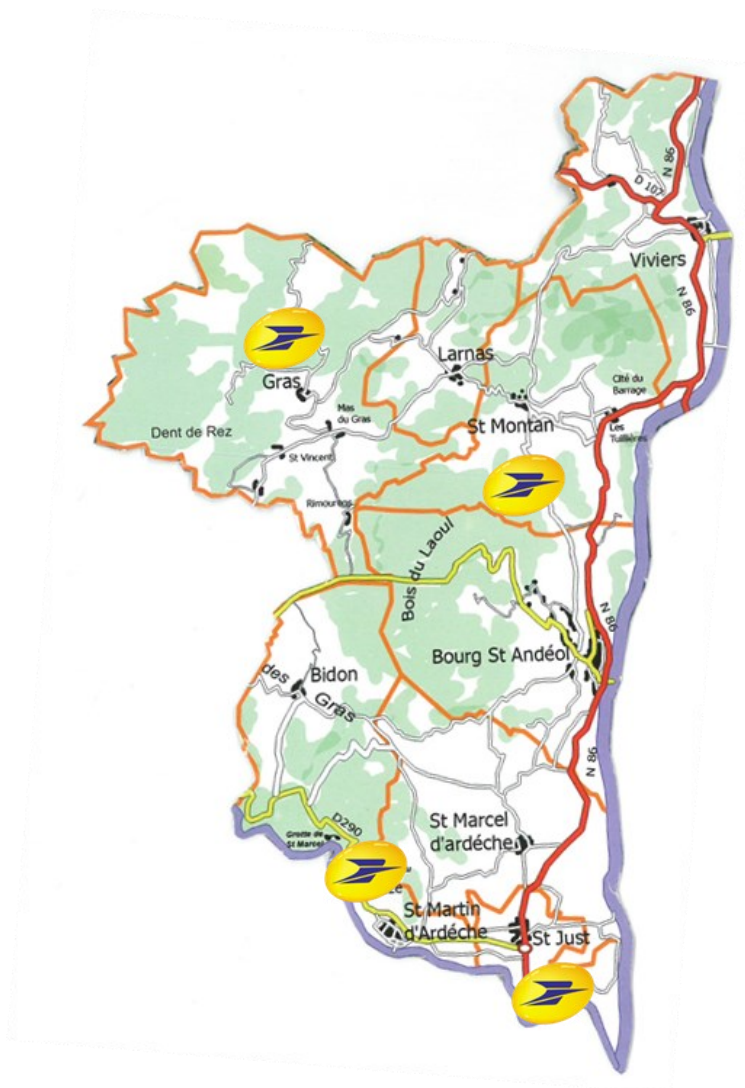 N 86
D 107
Viviers
N 86
Larnas
Gras
Cité du
Barrage
Mas
du Gras
St Montan
Les
Tuillières
Dent de Rez
St Vincent
Rimourens
Bois du Laoul
N 86
Bourg St Andéol
Bidon
des Gras
N 86
D290
St Marcel
d'ardéche
Grotte de
St Marcel
St Martin
d'Ardéche
St Just